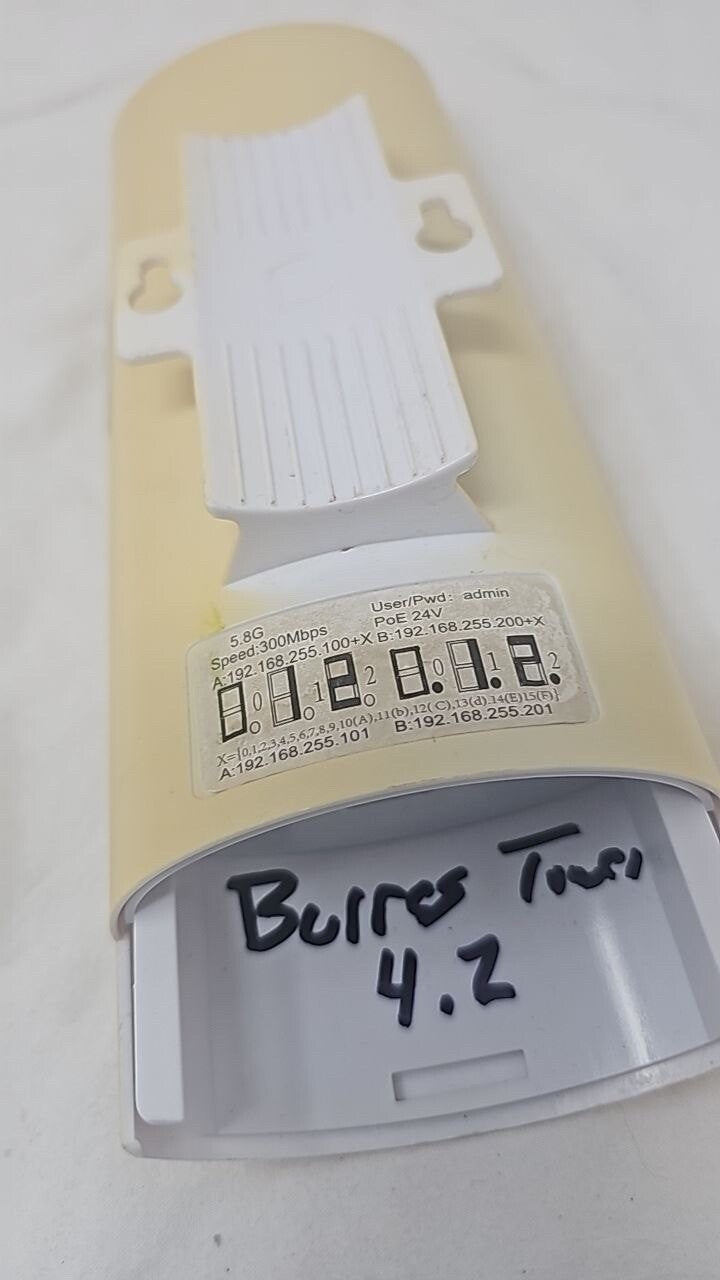 5.8G User/Pwd: admin
Speed:300Mbps PoE 24V
A:192.168.255.100+X B:192.168.255.200+X
0 1 2 0 1 2
X={0,1,2,3,4,5,6,7,8,9,10(A),11(b),12(C),13(d),14(E)15(F)}
A:192.168.255.101 B:192.168.255.201
4.2